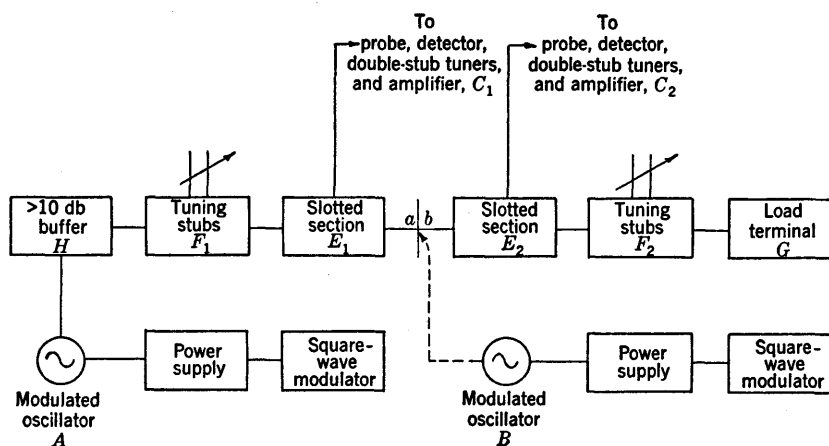 To
probe, detector,
double-stub tuners,
and amplifier, C1
To
probe, detector,
double-stub tuners,
and amplifier, C2
>10 db
buffer
H
Tuning
stubs
F1
Slotted
section
E1
a b
Slotted
section
E2
Tuning
stubs
F2
Load
terminal
G
Modulated
oscillator
A
Power
supply
Square-
wave
modulator
Modulated
oscillator
B
Power
supply
Square-
wave
modulator